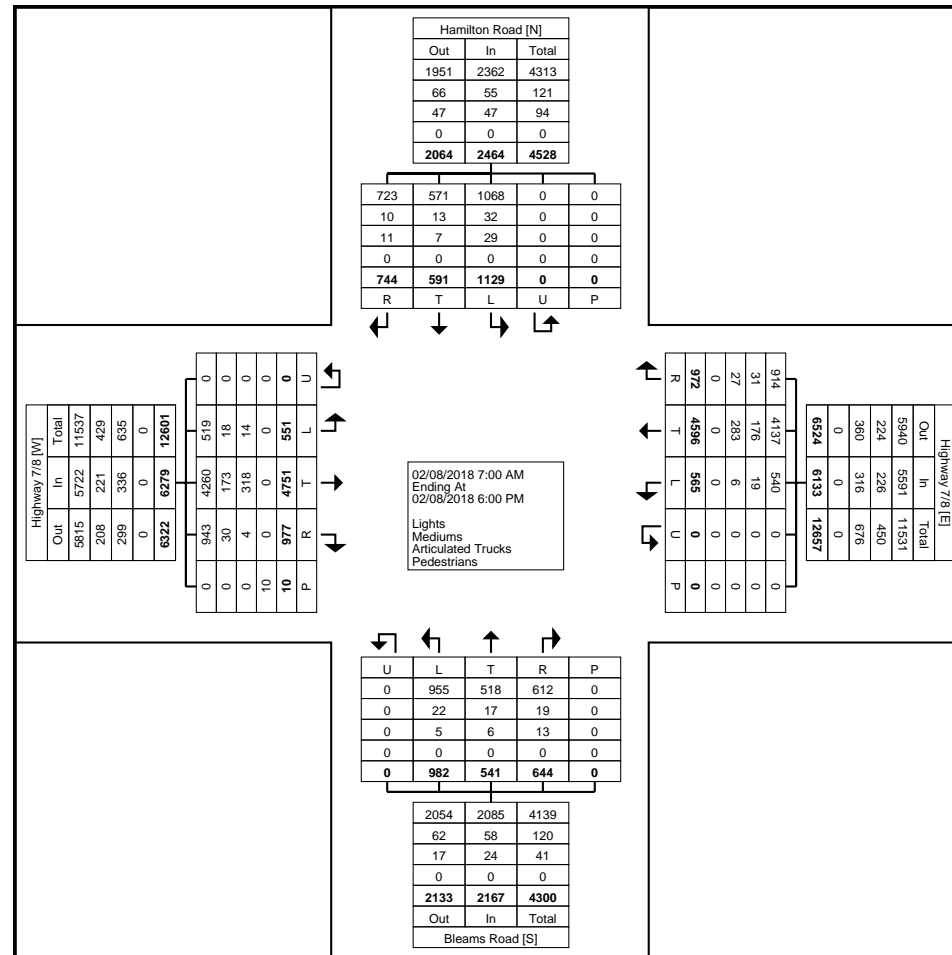 Hamilton Road [N]
Out In Total
1951 2362 4313
66 55 121
47 47 94
0 0 0
2064 2464 4528
723 571 1068 0 0
10 13 32 0 0
11 7 29 0 0
0 0 0 0 0
744 591 1129 0 0
R T L U P
Highway 7/8 [W]
Total 11537 429 635 0 12601
In 5722 221 336 0 6279
Out 5815 208 299 0 6322
0 0 0 0 0 U
519 18 14 0 551 L
4260 173 318 0 4751 T
943 30 4 0 977 R
0 0 0 10 10 P
02/08/2018 7:00 AM
Ending At
02/08/2018 6:00 PM
Lights
Mediums
Articulated Trucks
Pedestrians
R 972 0 27 31 914
T 4596 0 283 176 4137
L 565 0 6 19 540
U 0 0 0 0 0
P 0 0 0 0 0
Highway 7/8 [E]
6524 0 360 224 5940 Out
6133 0 316 226 5591 In
12657 0 676 450 11531 Total
U L T R P
0 955 518 612 0
0 22 17 19 0
0 5 6 13 0
0 0 0 0 0
0 982 541 644 0
2054 2085 4139
62 58 120
17 24 41
0 0 0
2133 2167 4300
Out In Total
Bleams Road [S]